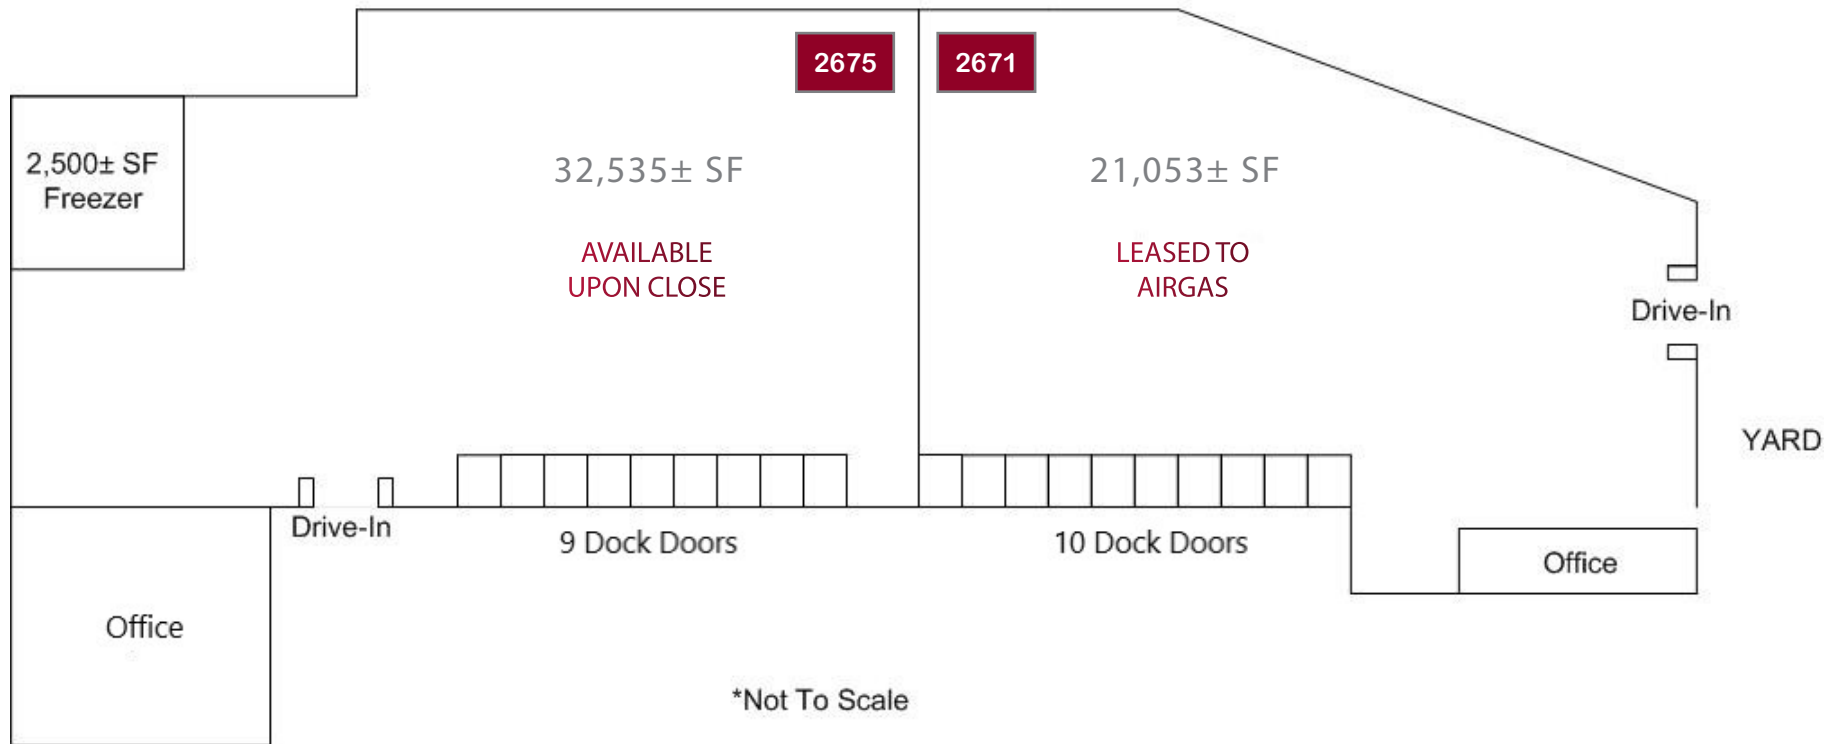 2675
2671
2,500± SF
Freezer
32,535± SF
21,053± SF
AVAILABLE
UPON CLOSE
LEASED TO
AIRGAS
Drive-In
YARD
Drive-In
9 Dock Doors
10 Dock Doors
Office
Office
*Not To Scale